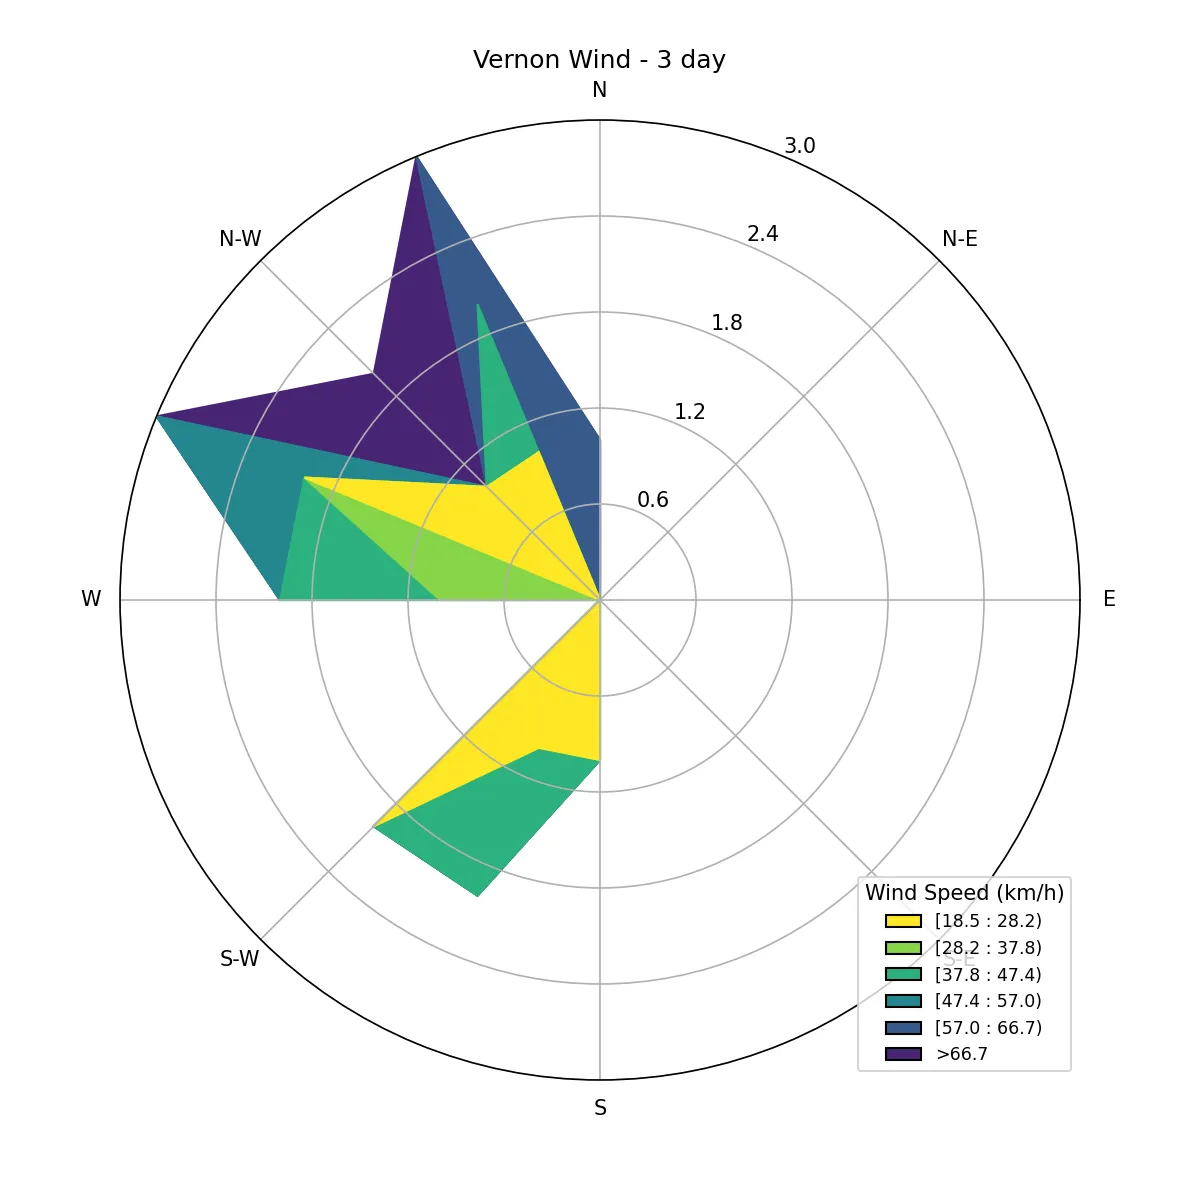 Vernon Wind - 3 day
N
3.0
N-W
2.4
N-E
1.8
1.2
0.6
W
E
Wind Speed (km/h)
[18.5 : 28.2)
[28.2 : 37.8)
S-W
S-E
[37.8 : 47.4)
[47.4 : 57.0)
[57.0 : 66.7)
>66.7
S